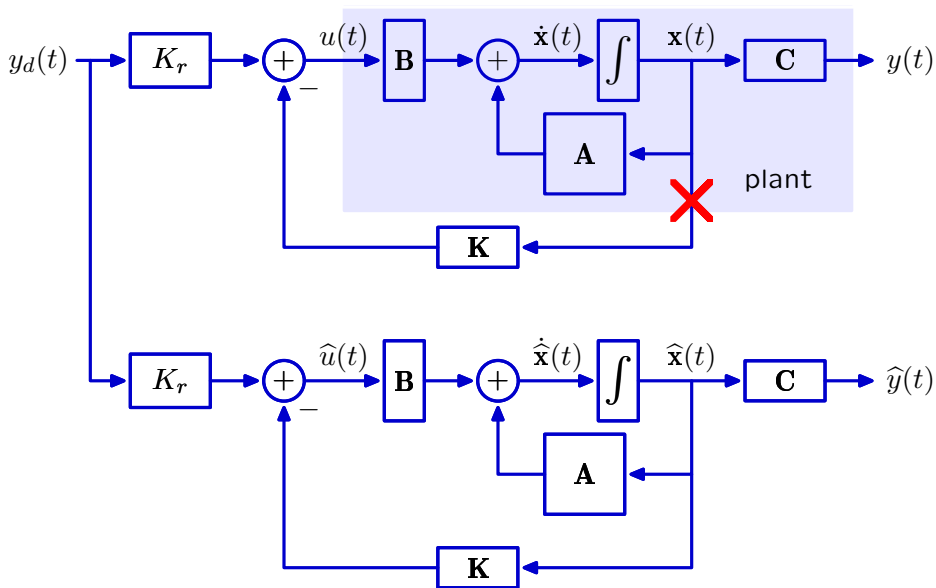 y_d(t) K_r + − u(t) B + ẋ(t) ∫ x(t) C y(t)
A
plant
K
K_r + − û(t) B + x̂̇(t) ∫ x̂(t) C ŷ(t)
A
K